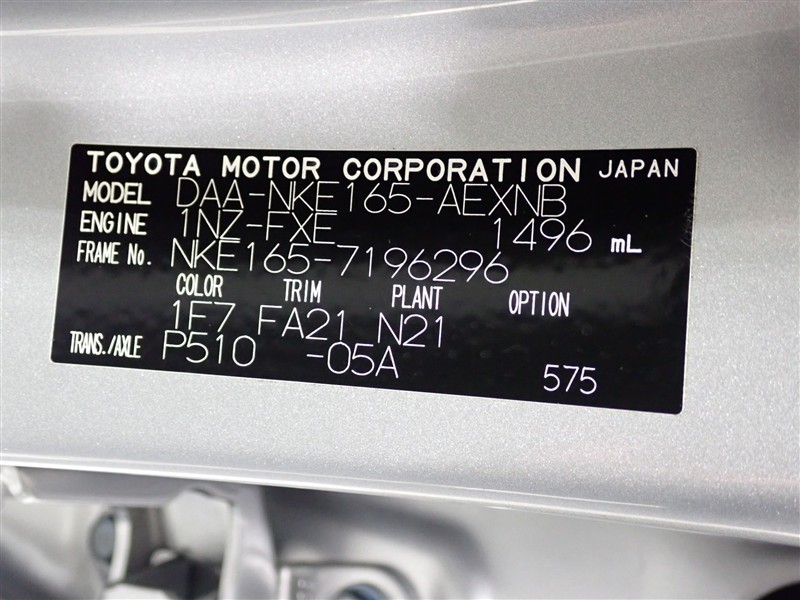 TOYOTA MOTOR CORPORATION JAPAN
MODEL DAA-NKE165-AEXNB
ENGINE 1NZ-FXE 1496 mL
FRAME No. NKE165-7196296
COLOR TRIM PLANT OPTION
1F7 FA21 N21
TRANS./AXLE P510 -05A 575